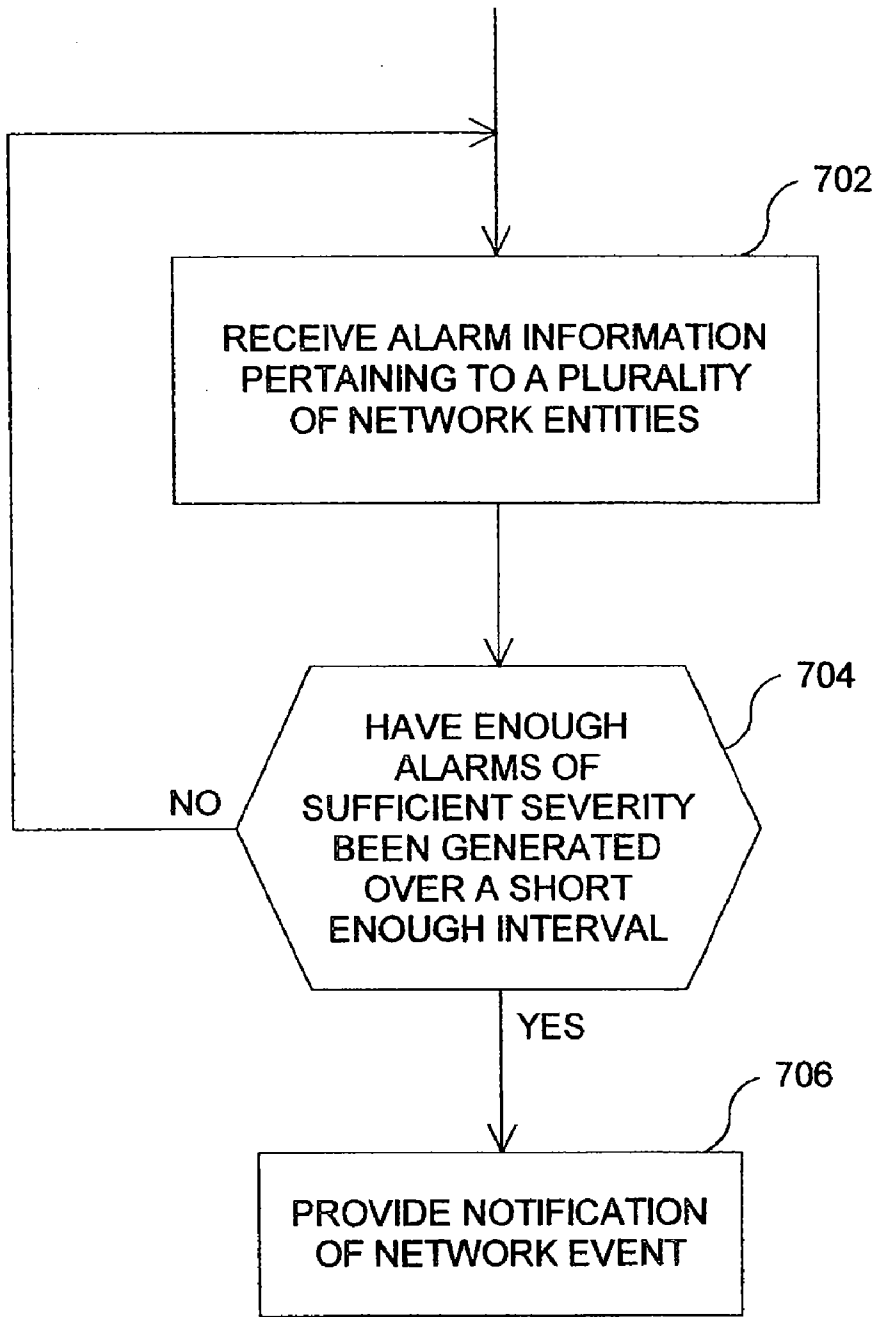 702
RECEIVE ALARM INFORMATION
PERTAINING TO A PLURALITY
OF NETWORK ENTITIES
704
HAVE ENOUGH
ALARMS OF
SUFFICIENT SEVERITY
BEEN GENERATED
OVER A SHORT
ENOUGH INTERVAL
NO
YES
706
PROVIDE NOTIFICATION
OF NETWORK EVENT